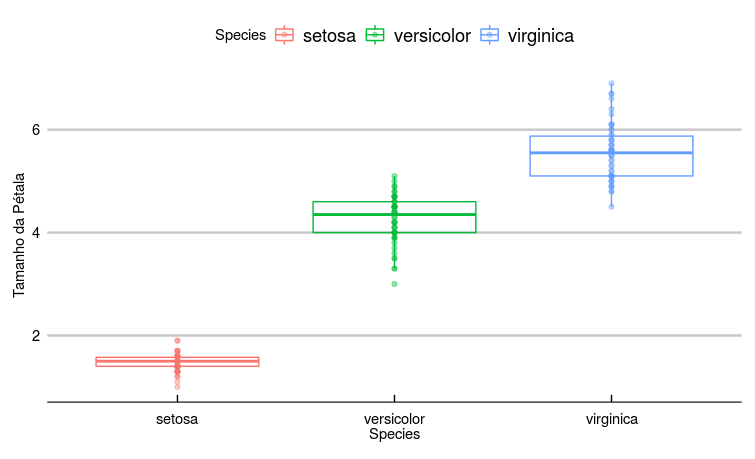 Species setosa versicolor virginica
6
4
2
Tamanho da Pétala
setosa versicolor virginica
Species